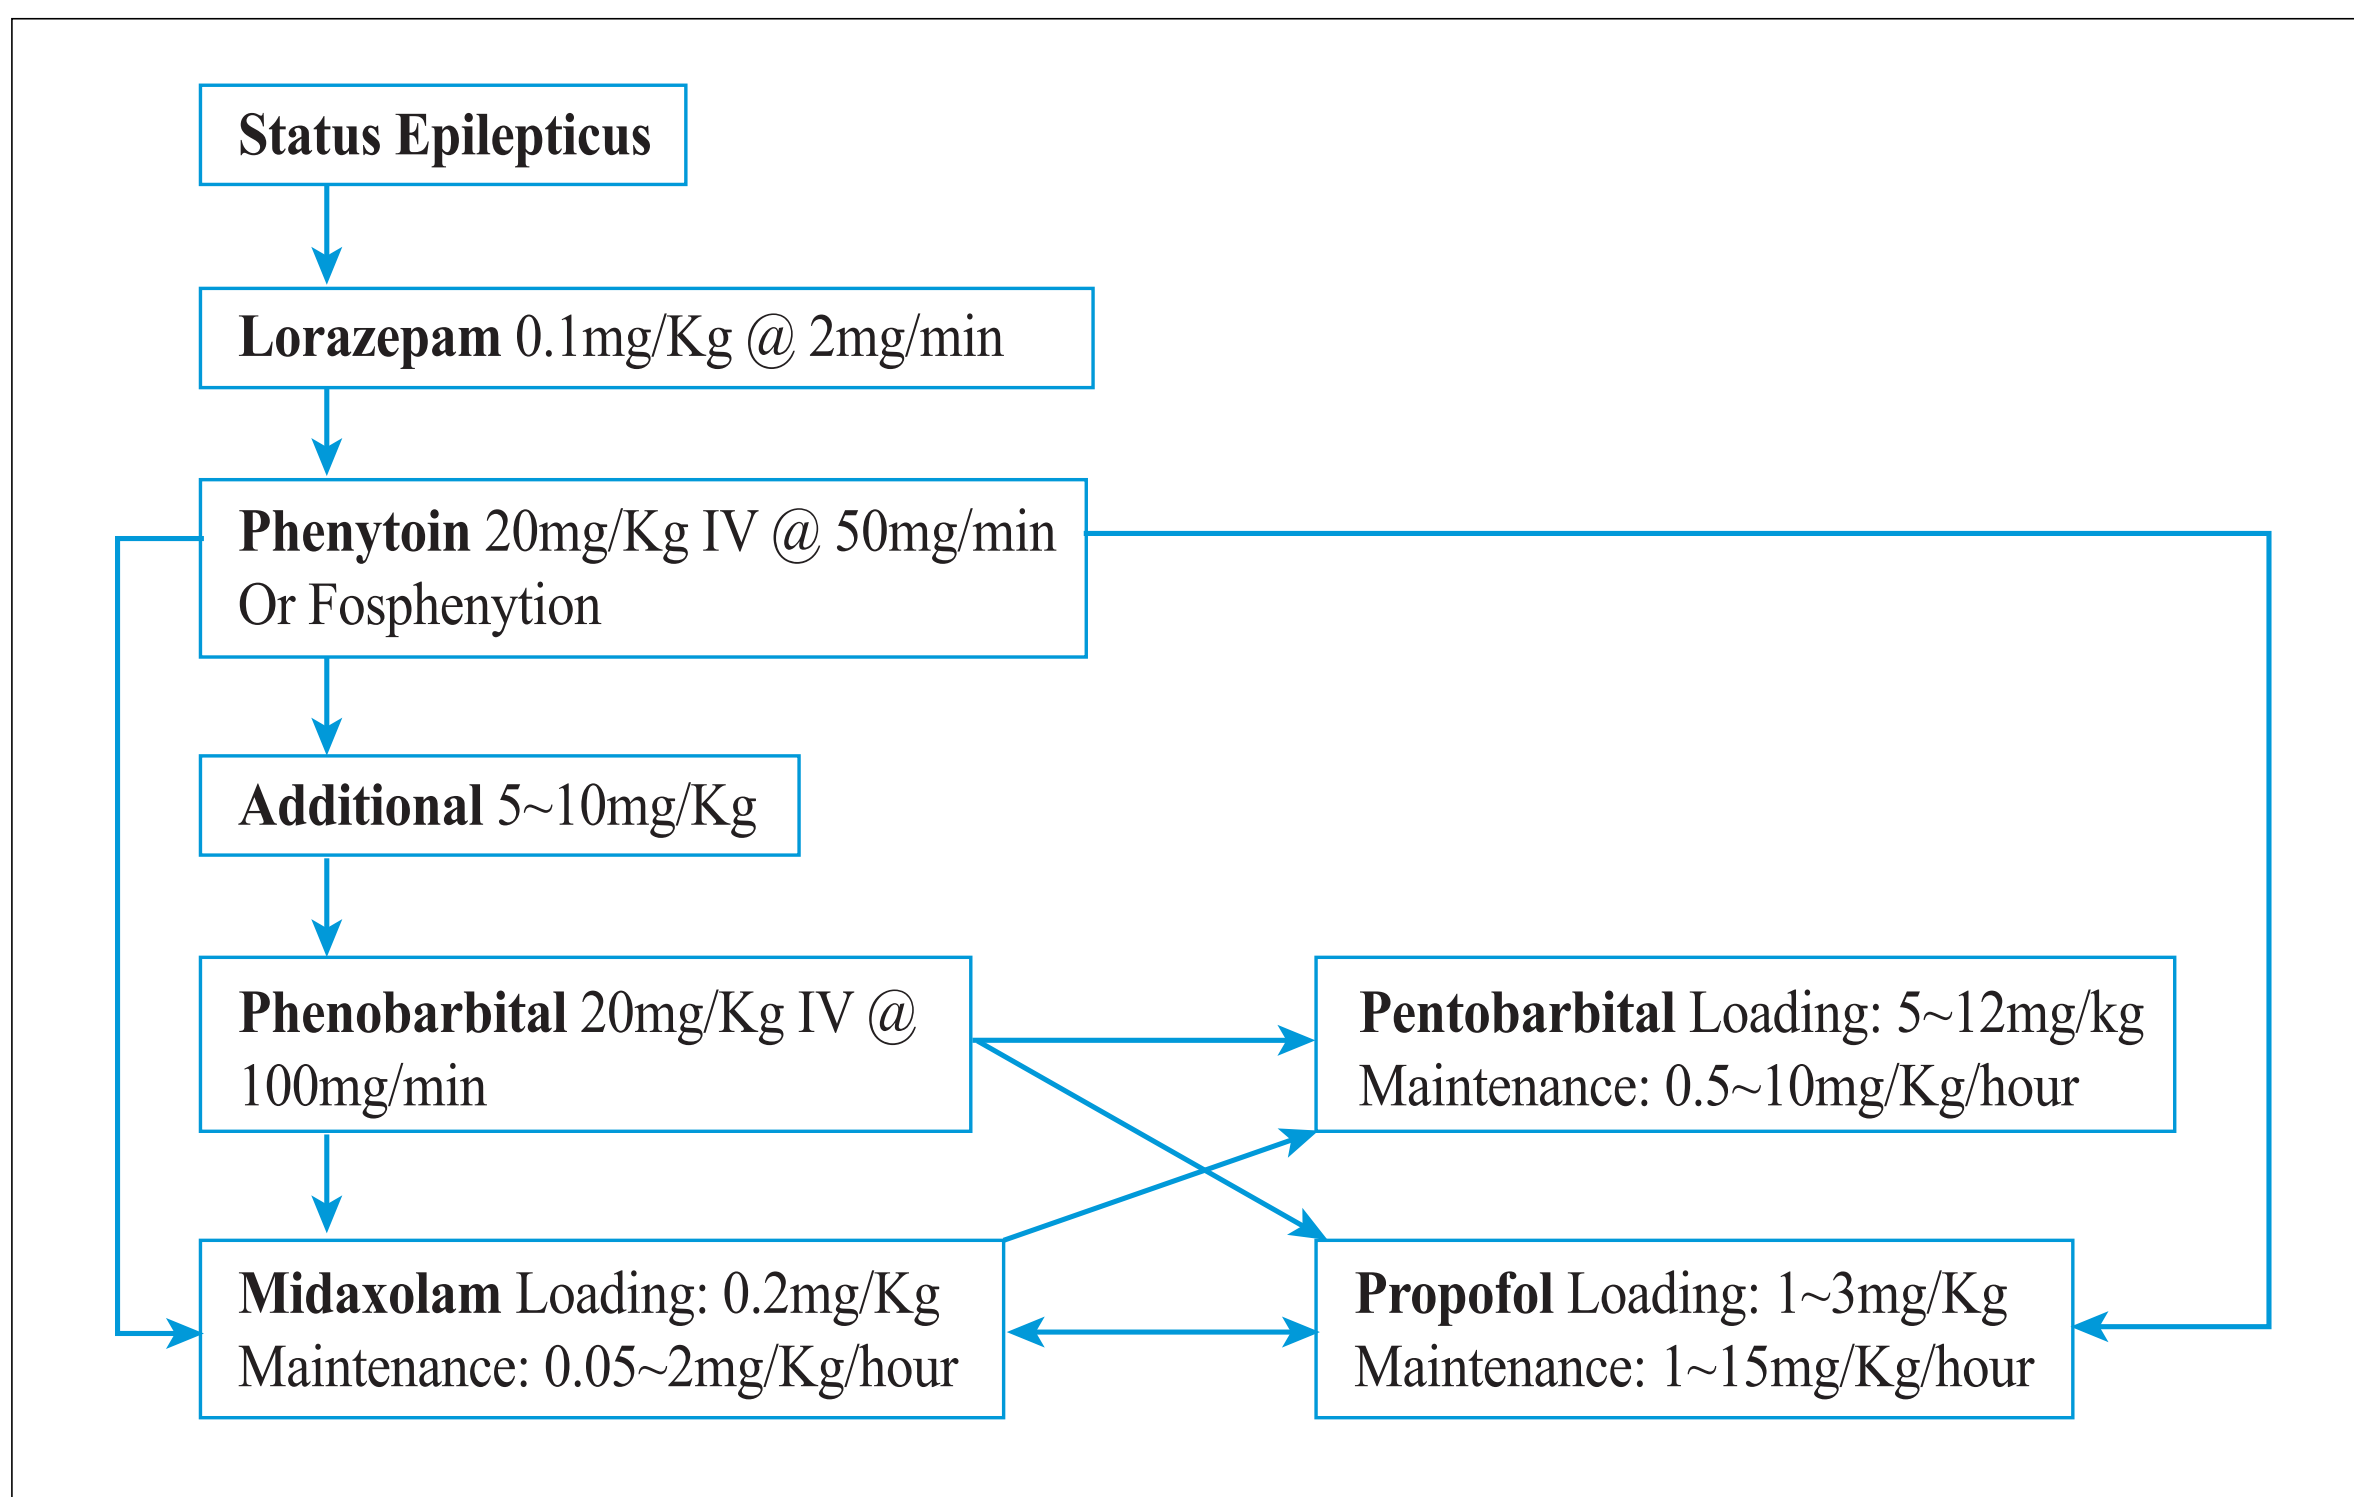 Status Epilepticus
Lorazepam 0.1mg/Kg @ 2mg/min
Phenytoin 20mg/Kg IV @ 50mg/min
Or Fosphenytion
Additional 5~10mg/Kg
Phenobarbital 20mg/Kg IV @
100mg/min
Pentobarbital Loading: 5~12mg/kg
Maintenance: 0.5~10mg/Kg/hour
Midaxolam Loading: 0.2mg/Kg
Maintenance: 0.05~2mg/Kg/hour
Propofol Loading: 1~3mg/Kg
Maintenance: 1~15mg/Kg/hour